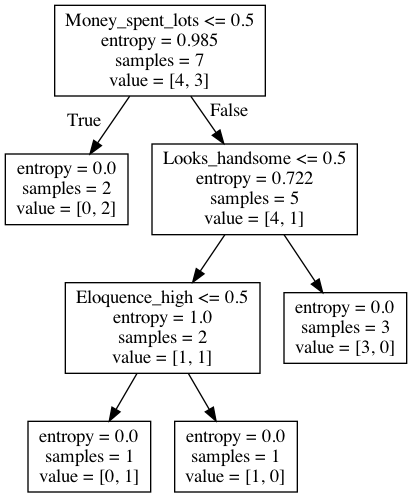 Money_spent_lots <= 0.5
entropy = 0.985
samples = 7
value = [4, 3]
True
False
entropy = 0.0
samples = 2
value = [0, 2]
Looks_handsome <= 0.5
entropy = 0.722
samples = 5
value = [4, 1]
Eloquence_high <= 0.5
entropy = 1.0
samples = 2
value = [1, 1]
entropy = 0.0
samples = 3
value = [3, 0]
entropy = 0.0
samples = 1
value = [0, 1]
entropy = 0.0
samples = 1
value = [1, 0]